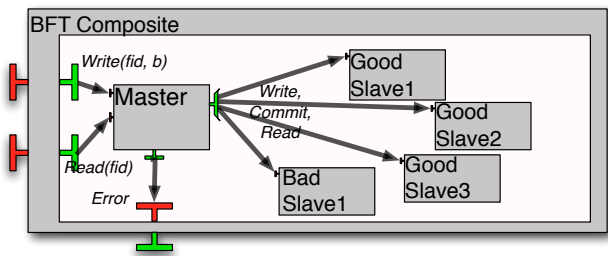 BFT Composite
Write(fid, b)
Master
Read(fid)
Error
Write,
Commit,
Read
Good
Slave1
Good
Slave2
Good
Slave3
Bad
Slave1